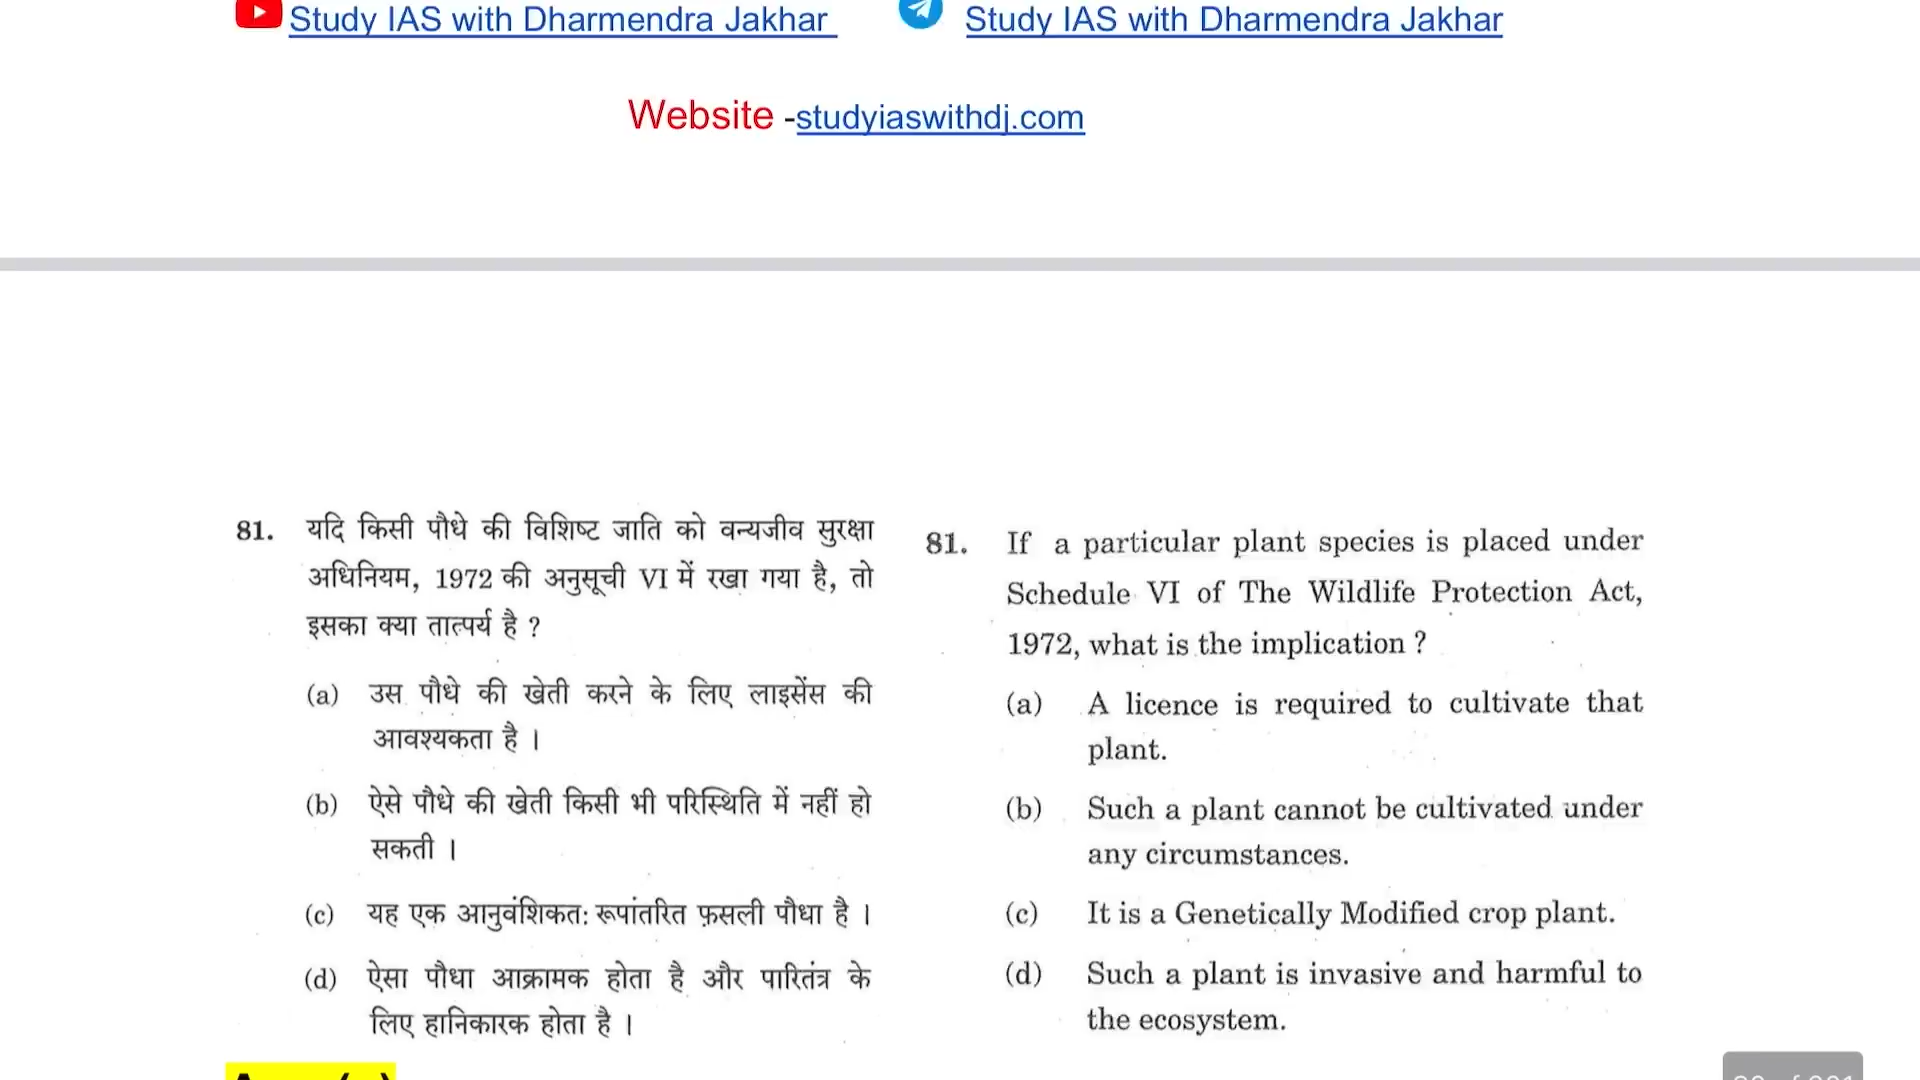 Study IAS with Dharmendra Jakhar
Study IAS with Dharmendra Jakhar
Website -studyiaswithdj.com
81. यदि किसी पौधे की विशिष्ट जाति को वन्यजीव सुरक्षा
अधिनियम, 1972 की अनुसूची VI में रखा गया है, तो
इसका क्या तात्पर्य है ?
(a) उस पौधे की खेती करने के लिए लाइसेंस की
आवश्यकता है ।
(b) ऐसे पौधे की खेती किसी भी परिस्थिति में नहीं हो
सकती ।
(c) यह एक आनुवंशिकत: रूपांतरित फ़सली पौधा है ।
(d) ऐसा पौधा आक्रामक होता है और पारितंत्र के
लिए हानिकारक होता है ।
81. If a particular plant species is placed under
Schedule VI of The Wildlife Protection Act,
1972, what is the implication ?
(a) A licence is required to cultivate that
plant.
(b) Such a plant cannot be cultivated under
any circumstances.
(c) It is a Genetically Modified crop plant.
(d) Such a plant is invasive and harmful to
the ecosystem.